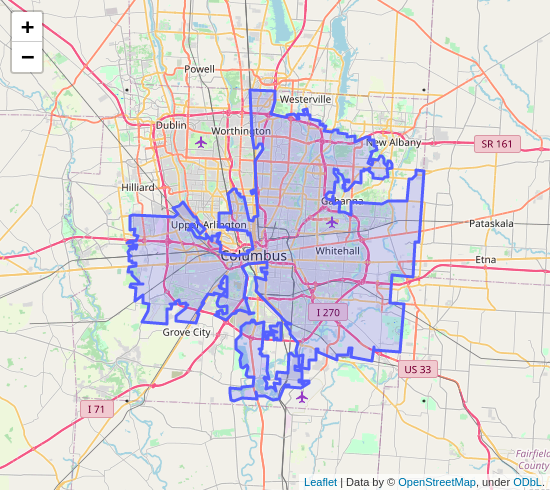 +
−
Powell
Westerville
Dublin
Worthington
New Albany
SR 161
Hilliard
Gahanna
Upper Arlington
Pataskala
Whitehall
Columbus
Etna
I 270
Grove City
US 33
I 71
Fairfield
County
Leaflet | Data by © OpenStreetMap, under ODbL.